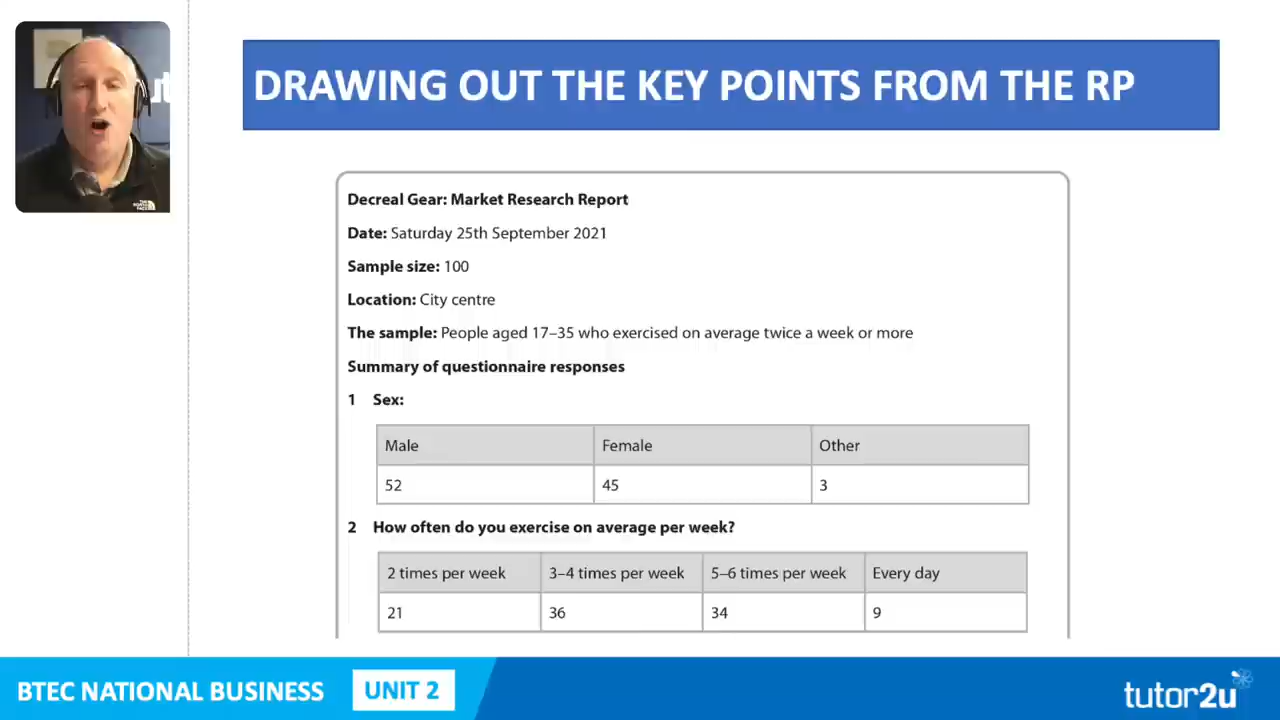 DRAWING OUT THE KEY POINTS FROM THE RP
Decreal Gear: Market Research Report
Date: Saturday 25th September 2021
Sample size: 100
Location: City centre
The sample: People aged 17–35 who exercised on average twice a week or more
Summary of questionnaire responses
1 Sex:
Male Female Other
52 45 3
2 How often do you exercise on average per week?
2 times per week 3–4 times per week 5–6 times per week Every day
21 36 34 9
BTEC NATIONAL BUSINESS UNIT 2
tutor2u